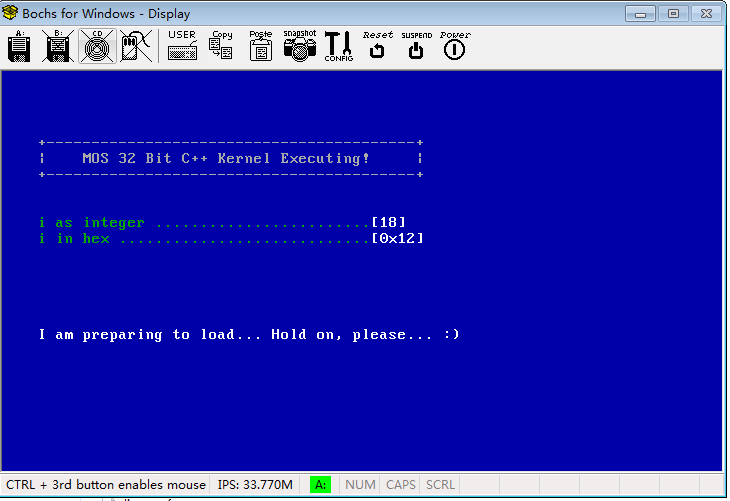 Bochs for Windows - Display
A: B: CD USER Copy Paste snapshot CONFIG Reset SUSPEND Power
+-----------------------------------------+
¦ MOS 32 Bit C++ Kernel Executing! ¦
+-----------------------------------------+
i as integer ........................[18]
i in hex ............................[0x12]
I am preparing to load... Hold on, please... :)
CTRL + 3rd button enables mouse IPS: 33.770M A: NUM CAPS SCRL